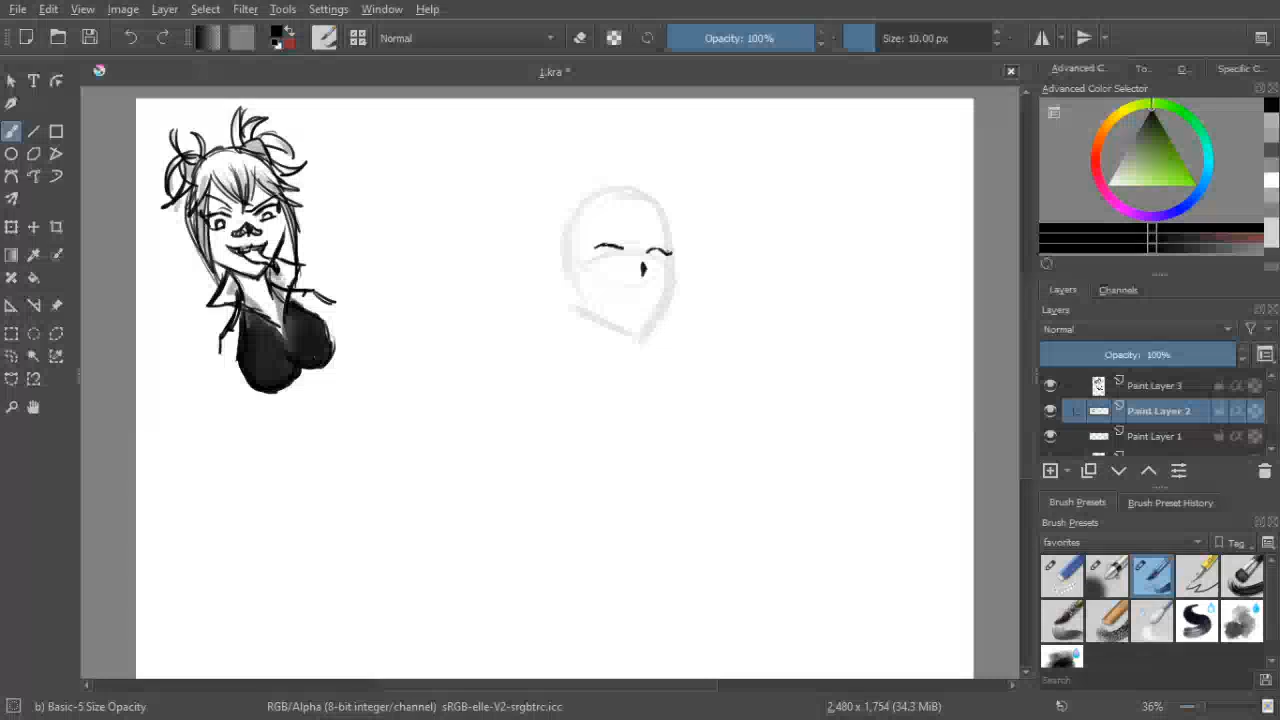 File Edit View Image Layer Select Filter Tools Settings Window Help
Normal Opacity: 100% Size: 10.00 px
1.kra *
Advanced C... To... O... Specific C...
Advanced Color Selector
Layers Channels
Layers
Normal
Opacity: 100%
Paint Layer 3
Paint Layer 2
Paint Layer 1
Brush Presets Brush Preset History
Brush Presets
favorites Tag
Search
b) Basic-5 Size Opacity RGB/Alpha (8-bit integer/channel) sRGB-elle-V2-srgbtrc.icc 2,480 x 1,754 (34.3 MiB) 36%